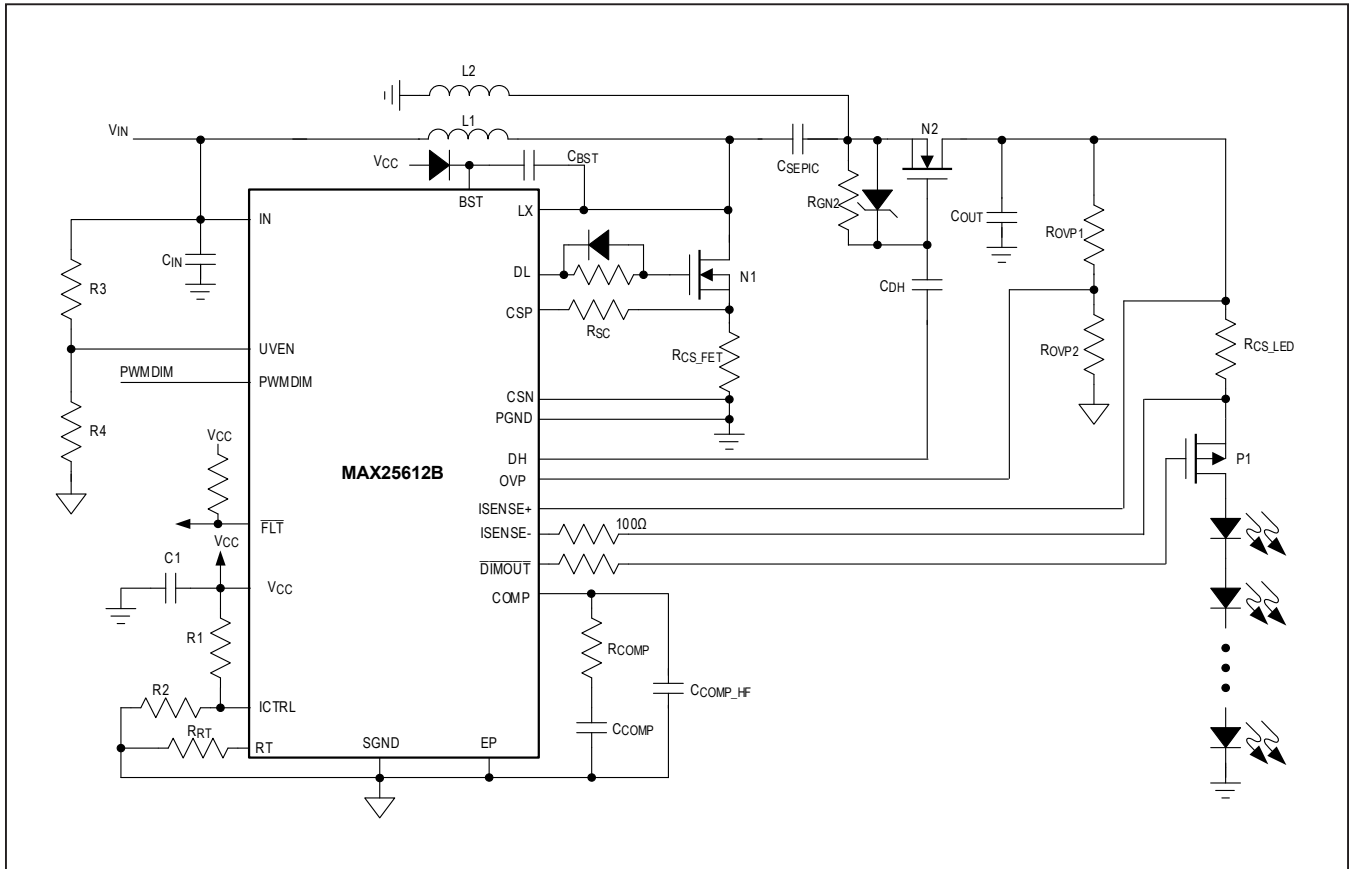 L2
VIN
L1
N2
VCC
CBST
CSEPIC
BST
IN
LX
RGN2
COUT
ROVP1
CIN
DL
N1
CDH
R3
CSP
RSC
RCS_FET
ROVP2
RCS_LED
UVEN
PWMDIM
PWMDIM
CSN
PGND
R4
VCC
MAX25612B
DH
P1
OVP
ISENSE+
FLT
ISENSE-
100Ω
VCC
C1
VCC
DIMOUT
COMP
R1
RCOMP
R2
ICTRL
CCOMP_HF
RRT
RT
SGND
EP
CCOMP